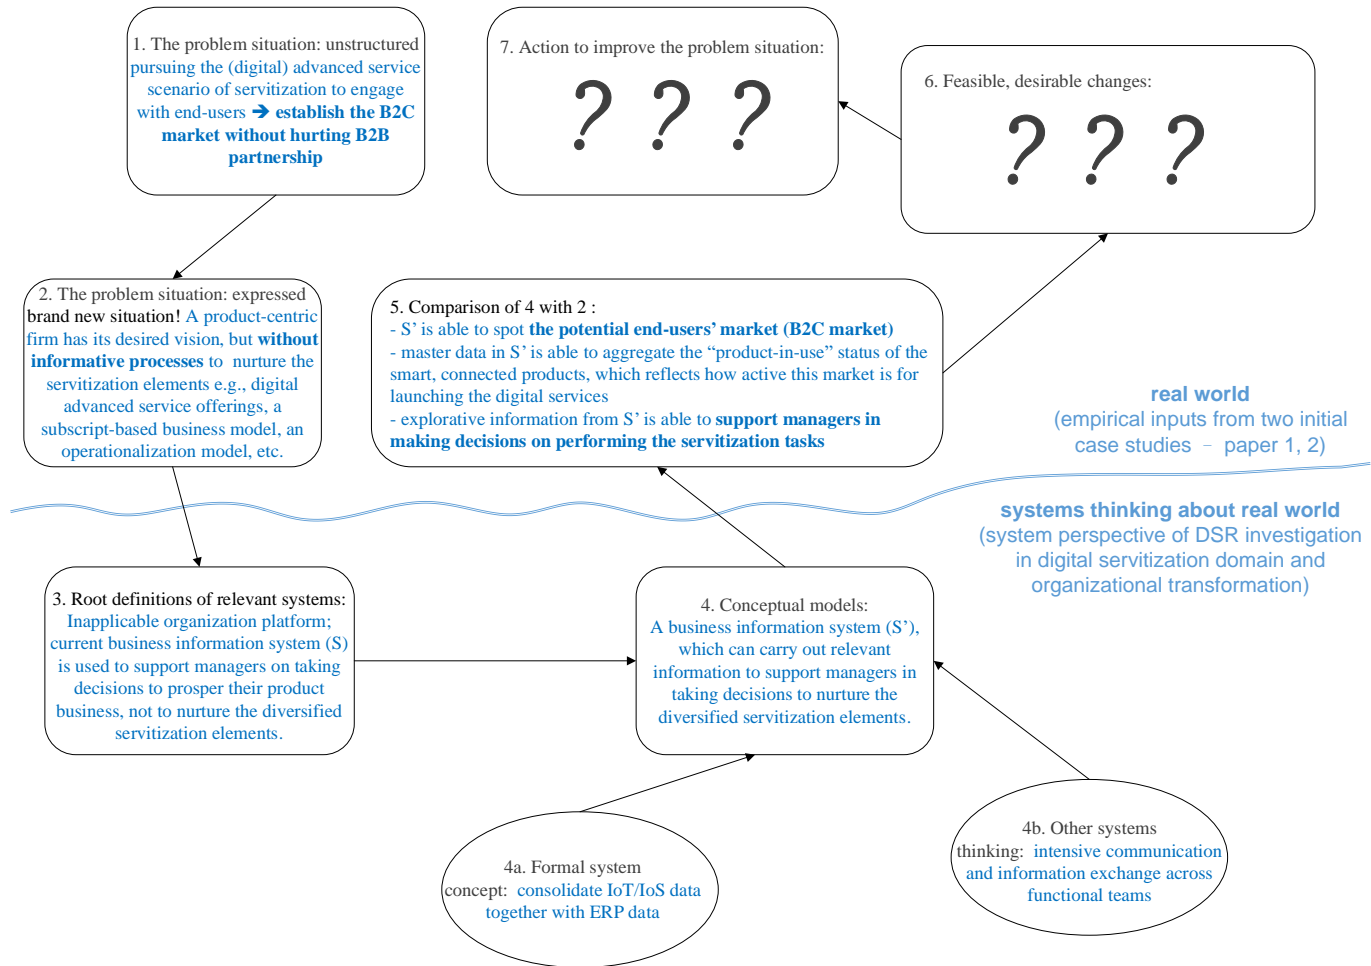 1. The problem situation: unstructured
pursuing the (digital) advanced service
scenario of servitization to engage
with end-users ➔ establish the B2C
market without hurting B2B
partnership
7. Action to improve the problem situation:
? ? ?
6. Feasible, desirable changes:
? ? ?
2. The problem situation: expressed
brand new situation! A product-centric
firm has its desired vision, but without
informative processes to nurture the
servitization elements e.g., digital
advanced service offerings, a
subscript-based business model, an
operationalization model, etc.
5. Comparison of 4 with 2 :
- S’ is able to spot the potential end-users’ market (B2C market)
- master data in S’ is able to aggregate the “product-in-use” status of the
smart, connected products, which reflects how active this market is for
launching the digital services
- explorative information from S’ is able to support managers in
making decisions on performing the servitization tasks
real world
(empirical inputs from two initial
case studies – paper 1, 2)
systems thinking about real world
(system perspective of DSR investigation
in digital servitization domain and
organizational transformation)
3. Root definitions of relevant systems:
Inapplicable organization platform;
current business information system (S)
is used to support managers on taking
decisions to prosper their product
business, not to nurture the diversified
servitization elements.
4. Conceptual models:
A business information system (S’),
which can carry out relevant
information to support managers in
taking decisions to nurture the
diversified servitization elements.
4a. Formal system
concept: consolidate IoT/IoS data
together with ERP data
4b. Other systems
thinking: intensive communication
and information exchange across
functional teams